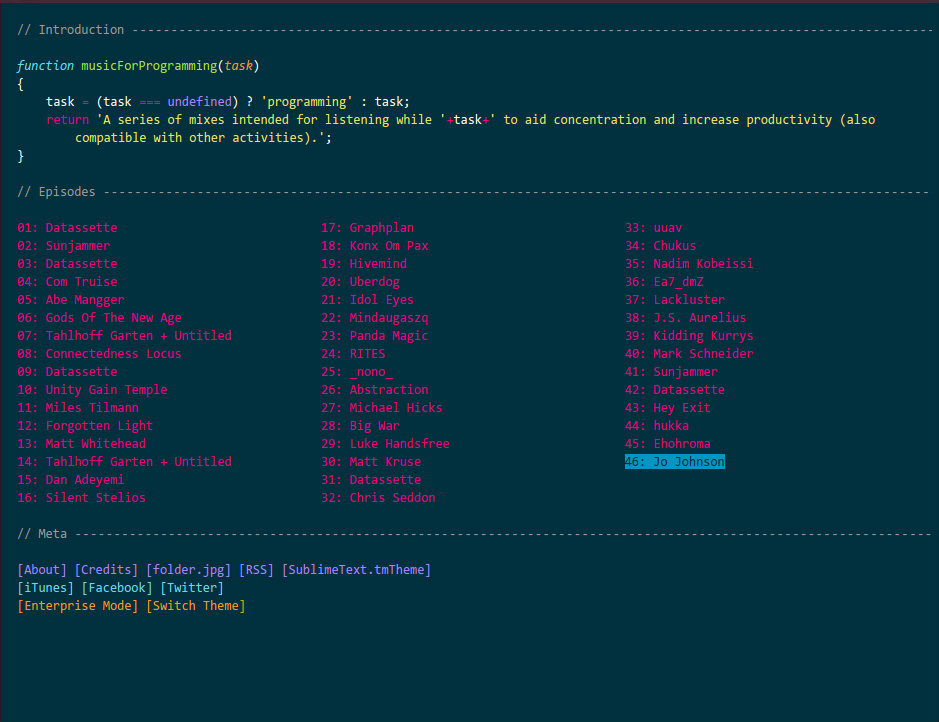 // Introduction ---------------------------------------------------------------------------------------------------------------
function musicForProgramming(task)
{
task = (task === undefined) ? 'programming' : task;
return 'A series of mixes intended for listening while '+task+' to aid concentration and increase productivity (also
compatible with other activities).';
}
// Episodes -------------------------------------------------------------------------------------------------------------------
01: Datassette
02: Sunjammer
03: Datassette
04: Com Truise
05: Abe Mangger
06: Gods Of The New Age
07: Tahlhoff Garten + Untitled
08: Connectedness Locus
09: Datassette
10: Unity Gain Temple
11: Miles Tilmann
12: Forgotten Light
13: Matt Whitehead
14: Tahlhoff Garten + Untitled
15: Dan Adeyemi
16: Silent Stelios
17: Graphplan
18: Konx Om Pax
19: Hivemind
20: Uberdog
21: Idol Eyes
22: Mindaugaszq
23: Panda Magic
24: RITES
25: _nono_
26: Abstraction
27: Michael Hicks
28: Big War
29: Luke Handsfree
30: Matt Kruse
31: Datassette
32: Chris Seddon
33: uuav
34: Chukus
35: Nadim Kobeissi
36: Ea7_dmZ
37: Lackluster
38: J.S. Aurelius
39: Kidding Kurrys
40: Mark Schneider
41: Sunjammer
42: Datassette
43: Hey Exit
44: hukka
45: Ehohroma
46: Jo Johnson
// Meta -----------------------------------------------------------------------------------------------------------------------
[About] [Credits] [folder.jpg] [RSS] [SublimeText.tmTheme]
[iTunes] [Facebook] [Twitter]
[Enterprise Mode] [Switch Theme]